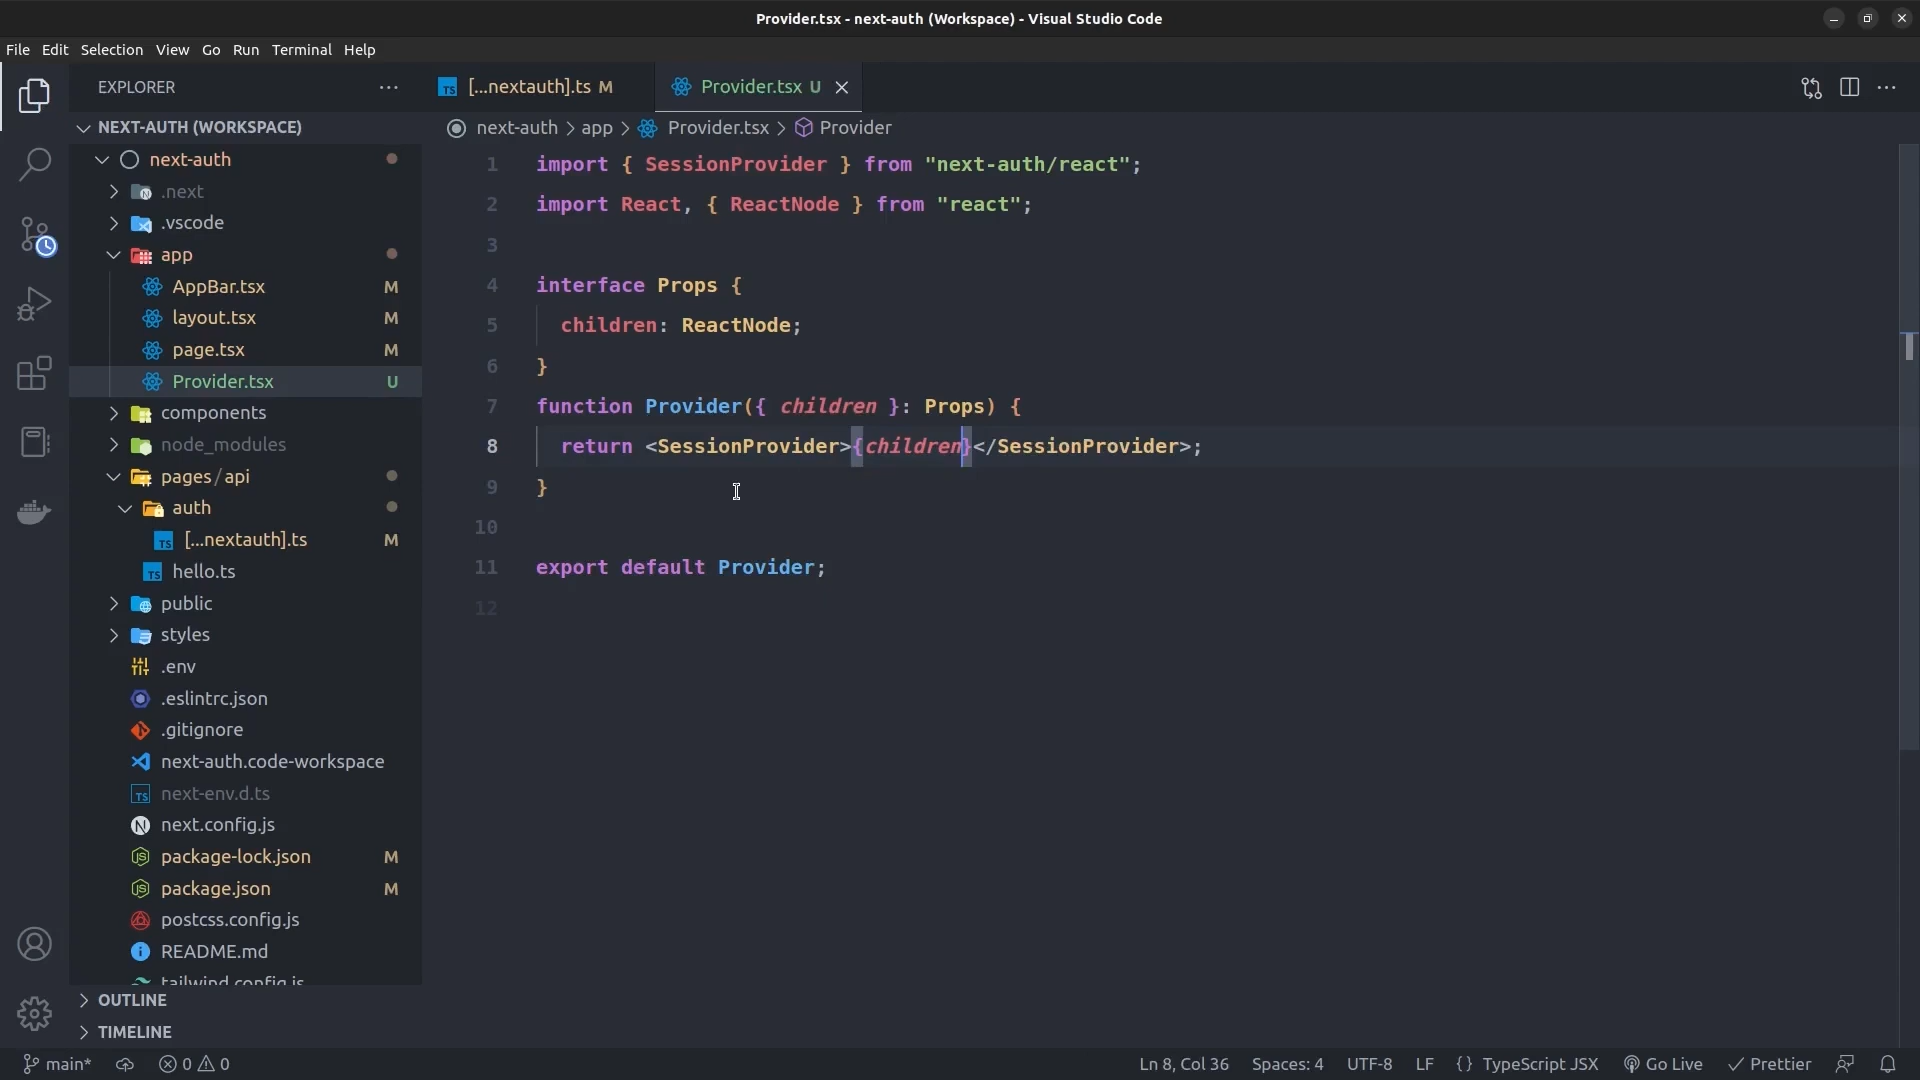 Provider.tsx - next-auth (Workspace) - Visual Studio Code
File Edit Selection View Go Run Terminal Help
EXPLORER
NEXT-AUTH (WORKSPACE)
next-auth
.next
.vscode
app
AppBar.tsx M
layout.tsx M
page.tsx M
Provider.tsx U
components
node_modules
pages/api
auth
[...nextauth].ts M
hello.ts
public
styles
.env
.eslintrc.json
.gitignore
next-auth.code-workspace
next-env.d.ts
next.config.js
package-lock.json M
package.json M
postcss.config.js
README.md
tailwind.config.js
OUTLINE
TIMELINE
[...nextauth].ts M Provider.tsx U
next-auth > app > Provider.tsx > Provider
1 import { SessionProvider } from "next-auth/react";
2 import React, { ReactNode } from "react";
3
4 interface Props {
5 children: ReactNode;
6 }
7 function Provider({ children }: Props) {
8 return <SessionProvider>{children}</SessionProvider>;
9 }
10
11 export default Provider;
12
main* 0 0 Ln 8, Col 36 Spaces: 4 UTF-8 LF {} TypeScript JSX Go Live Prettier